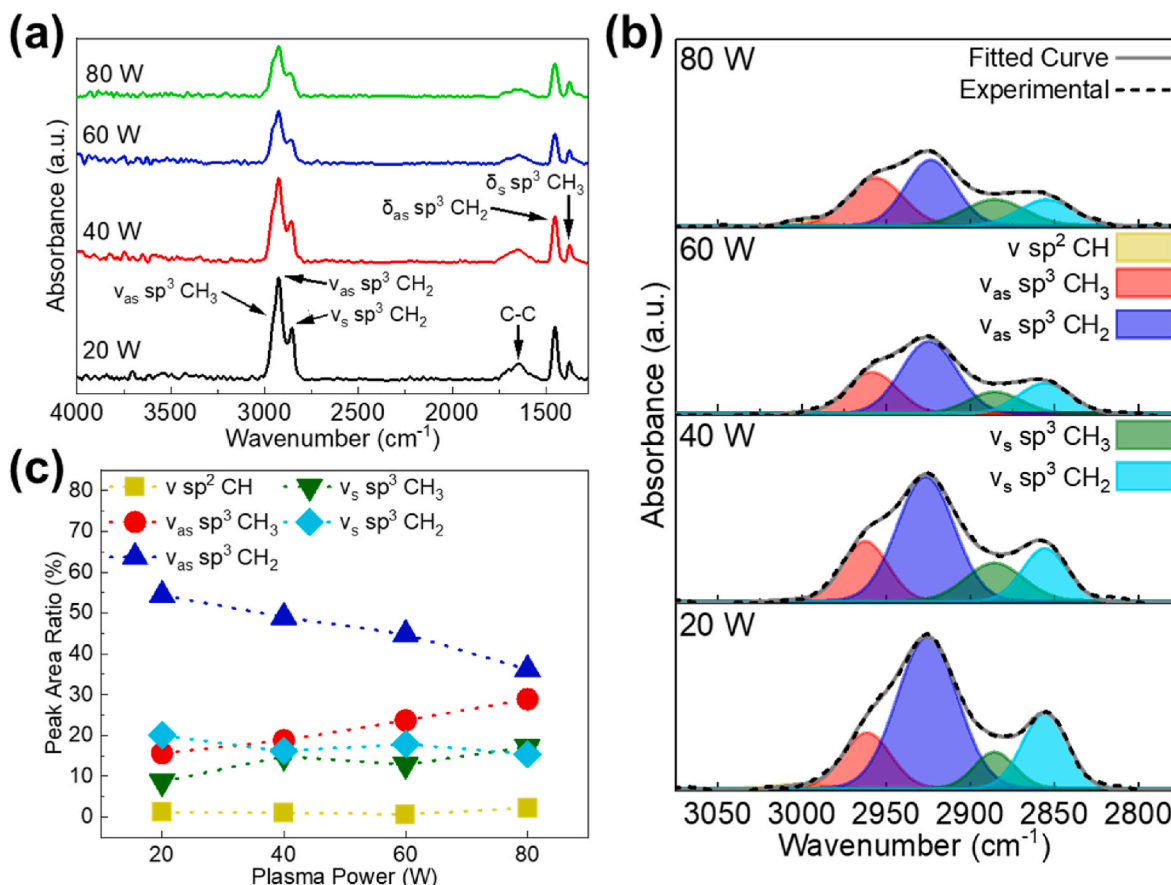 (a)
80 W
60 W
40 W
20 W
δs sp³ CH₃
δas sp³ CH₂
vas sp³ CH₃
vas sp³ CH₂
vs sp³ CH₂
C-C
Absorbance (a.u.)
4000 3500 3000 2500 2000 1500
Wavenumber (cm⁻¹)
(b)
80 W
Fitted Curve
Experimental
60 W
v sp² CH
vas sp³ CH₃
vas sp³ CH₂
40 W
vs sp³ CH₃
vs sp³ CH₂
20 W
Absorbance (a.u.)
3050 3000 2950 2900 2850 2800
Wavenumber (cm⁻¹)
(c)
v sp² CH
vs sp³ CH₃
vas sp³ CH₃
vs sp³ CH₂
vas sp³ CH₂
Peak Area Ratio (%)
80
70
60
50
40
30
20
10
0
20 40 60 80
Plasma Power (W)